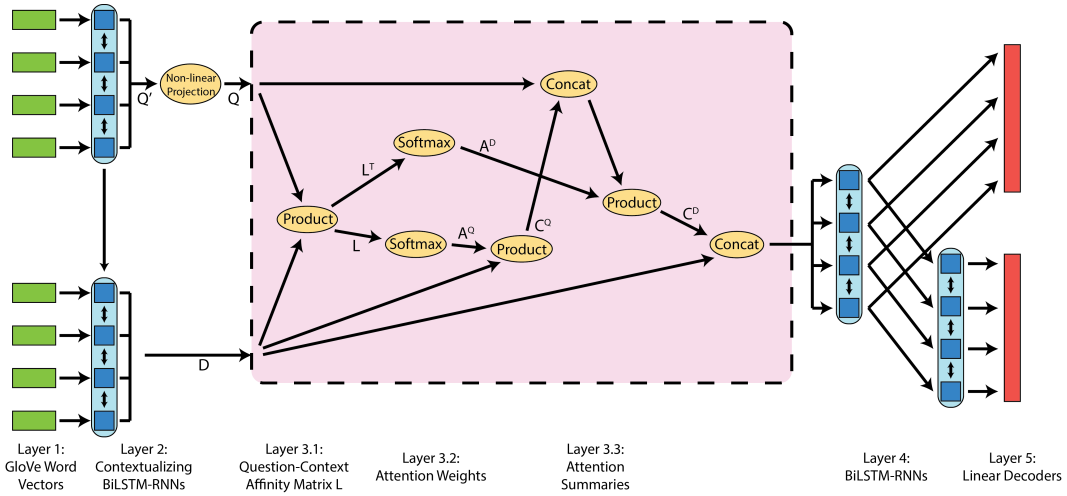 Q'
Non-linear
Projection
Q
Concat
Softmax
L^T
A^D
Product
Product
L
Softmax
A^Q
C^Q
Product
C^D
Concat
D
Layer 1:
GloVe Word
Vectors
Layer 2:
Contextualizing
BiLSTM-RNNs
Layer 3.1:
Question-Context
Affinity Matrix L
Layer 3.2:
Attention Weights
Layer 3.3:
Attention
Summaries
Layer 4:
BiLSTM-RNNs
Layer 5:
Linear Decoders